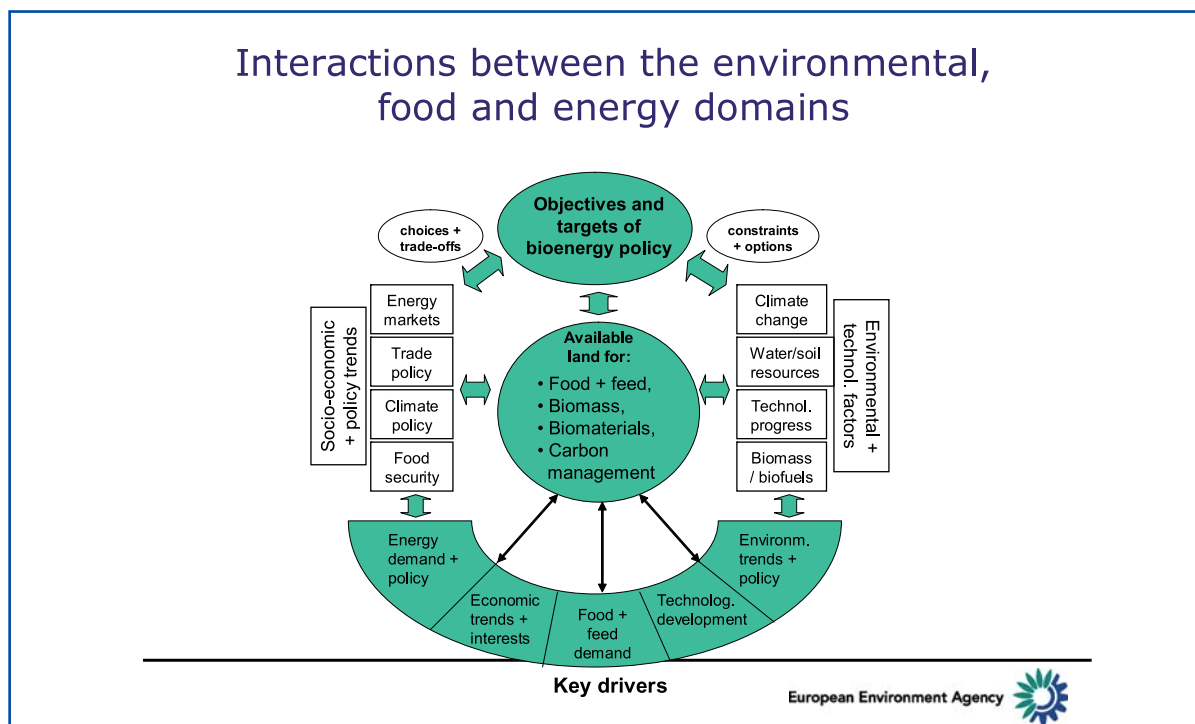 Interactions between the environmental,
food and energy domains
Objectives and
targets of
bioenergy policy
choices +
trade-offs
constraints
+ options
Socio-economic
+ policy trends
Energy
markets
Trade
policy
Climate
policy
Food
security
Available
land for:
• Food + feed,
• Biomass,
• Biomaterials,
• Carbon
management
Climate
change
Water/soil
resources
Technol.
progress
Biomass
/ biofuels
Environmental +
technol. factors
Energy
demand +
policy
Economic
trends +
interests
Food +
feed
demand
Technolog.
development
Environm.
trends +
policy
Key drivers
European Environment Agency